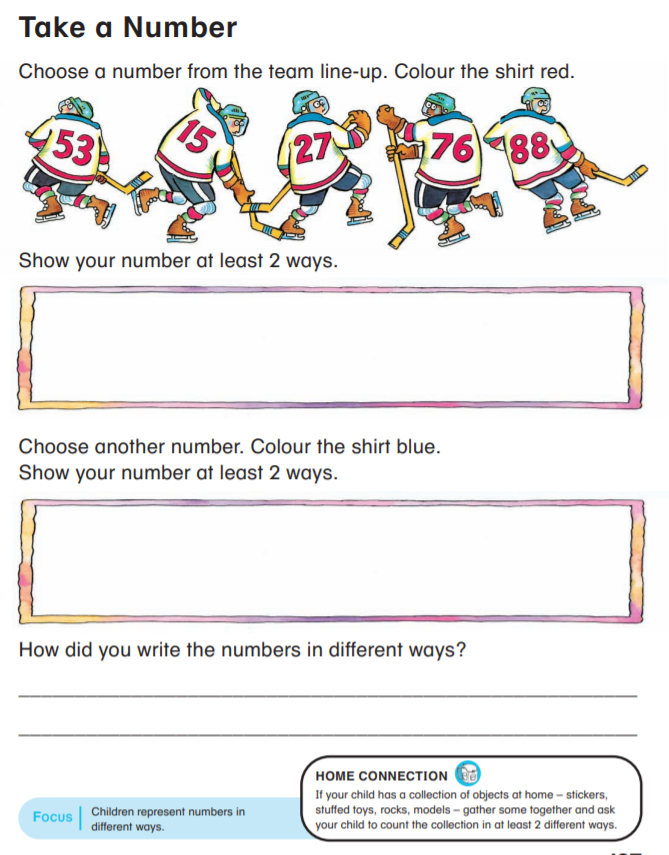 Take a Number
Choose a number from the team line-up. Colour the shirt red.
53 15 27 76 88
Show your number at least 2 ways.
Choose another number. Colour the shirt blue.
Show your number at least 2 ways.
How did you write the numbers in different ways?
HOME CONNECTION
If your child has a collection of objects at home – stickers,
stuffed toys, rocks, models – gather some together and ask
your child to count the collection in at least 2 different ways.
Focus
Children represent numbers in
different ways.